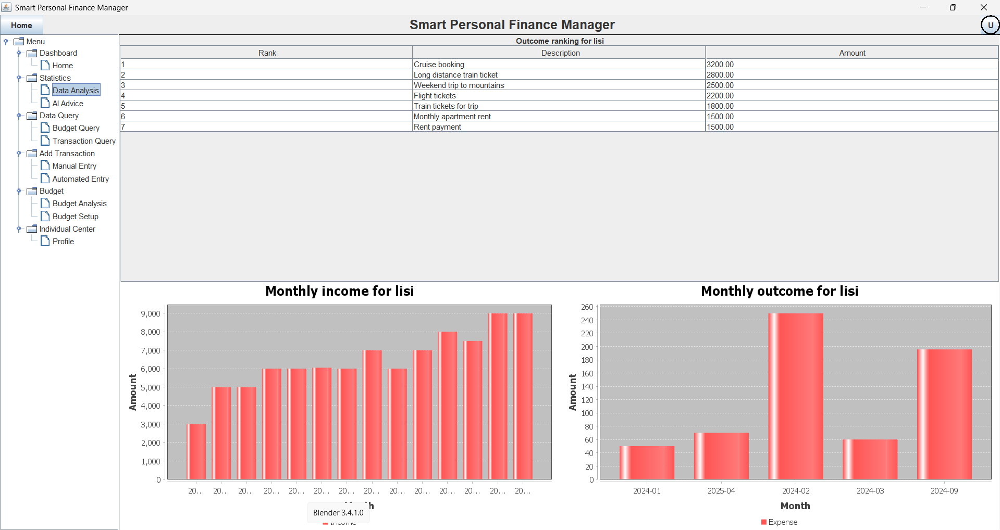 Smart Personal Finance Manager
Home
Smart Personal Finance Manager
U
Menu
Dashboard
Home
Statistics
Data Analysis
AI Advice
Data Query
Budget Query
Transaction Query
Add Transaction
Manual Entry
Automated Entry
Budget
Budget Analysis
Budget Setup
Individual Center
Profile
Outcome ranking for lisi
Rank Description Amount
1 Cruise booking 3200.00
2 Long distance train ticket 2800.00
3 Weekend trip to mountains 2500.00
4 Flight tickets 2200.00
5 Train tickets for trip 1800.00
6 Monthly apartment rent 1500.00
7 Rent payment 1500.00
Monthly income for lisi
9,000
8,000
7,000
6,000
5,000
4,000
3,000
2,000
1,000
0
Amount
20... 20... 20... 20... 20... 20... 20... 20... 20... 20... 20... 20... 20... 20...
Blender 3.4.1.0
Monthly outcome for lisi
260
240
220
200
180
160
140
120
100
80
60
40
20
0
Amount
2024-01 2025-04 2024-02 2024-03 2024-09
Month
Expense